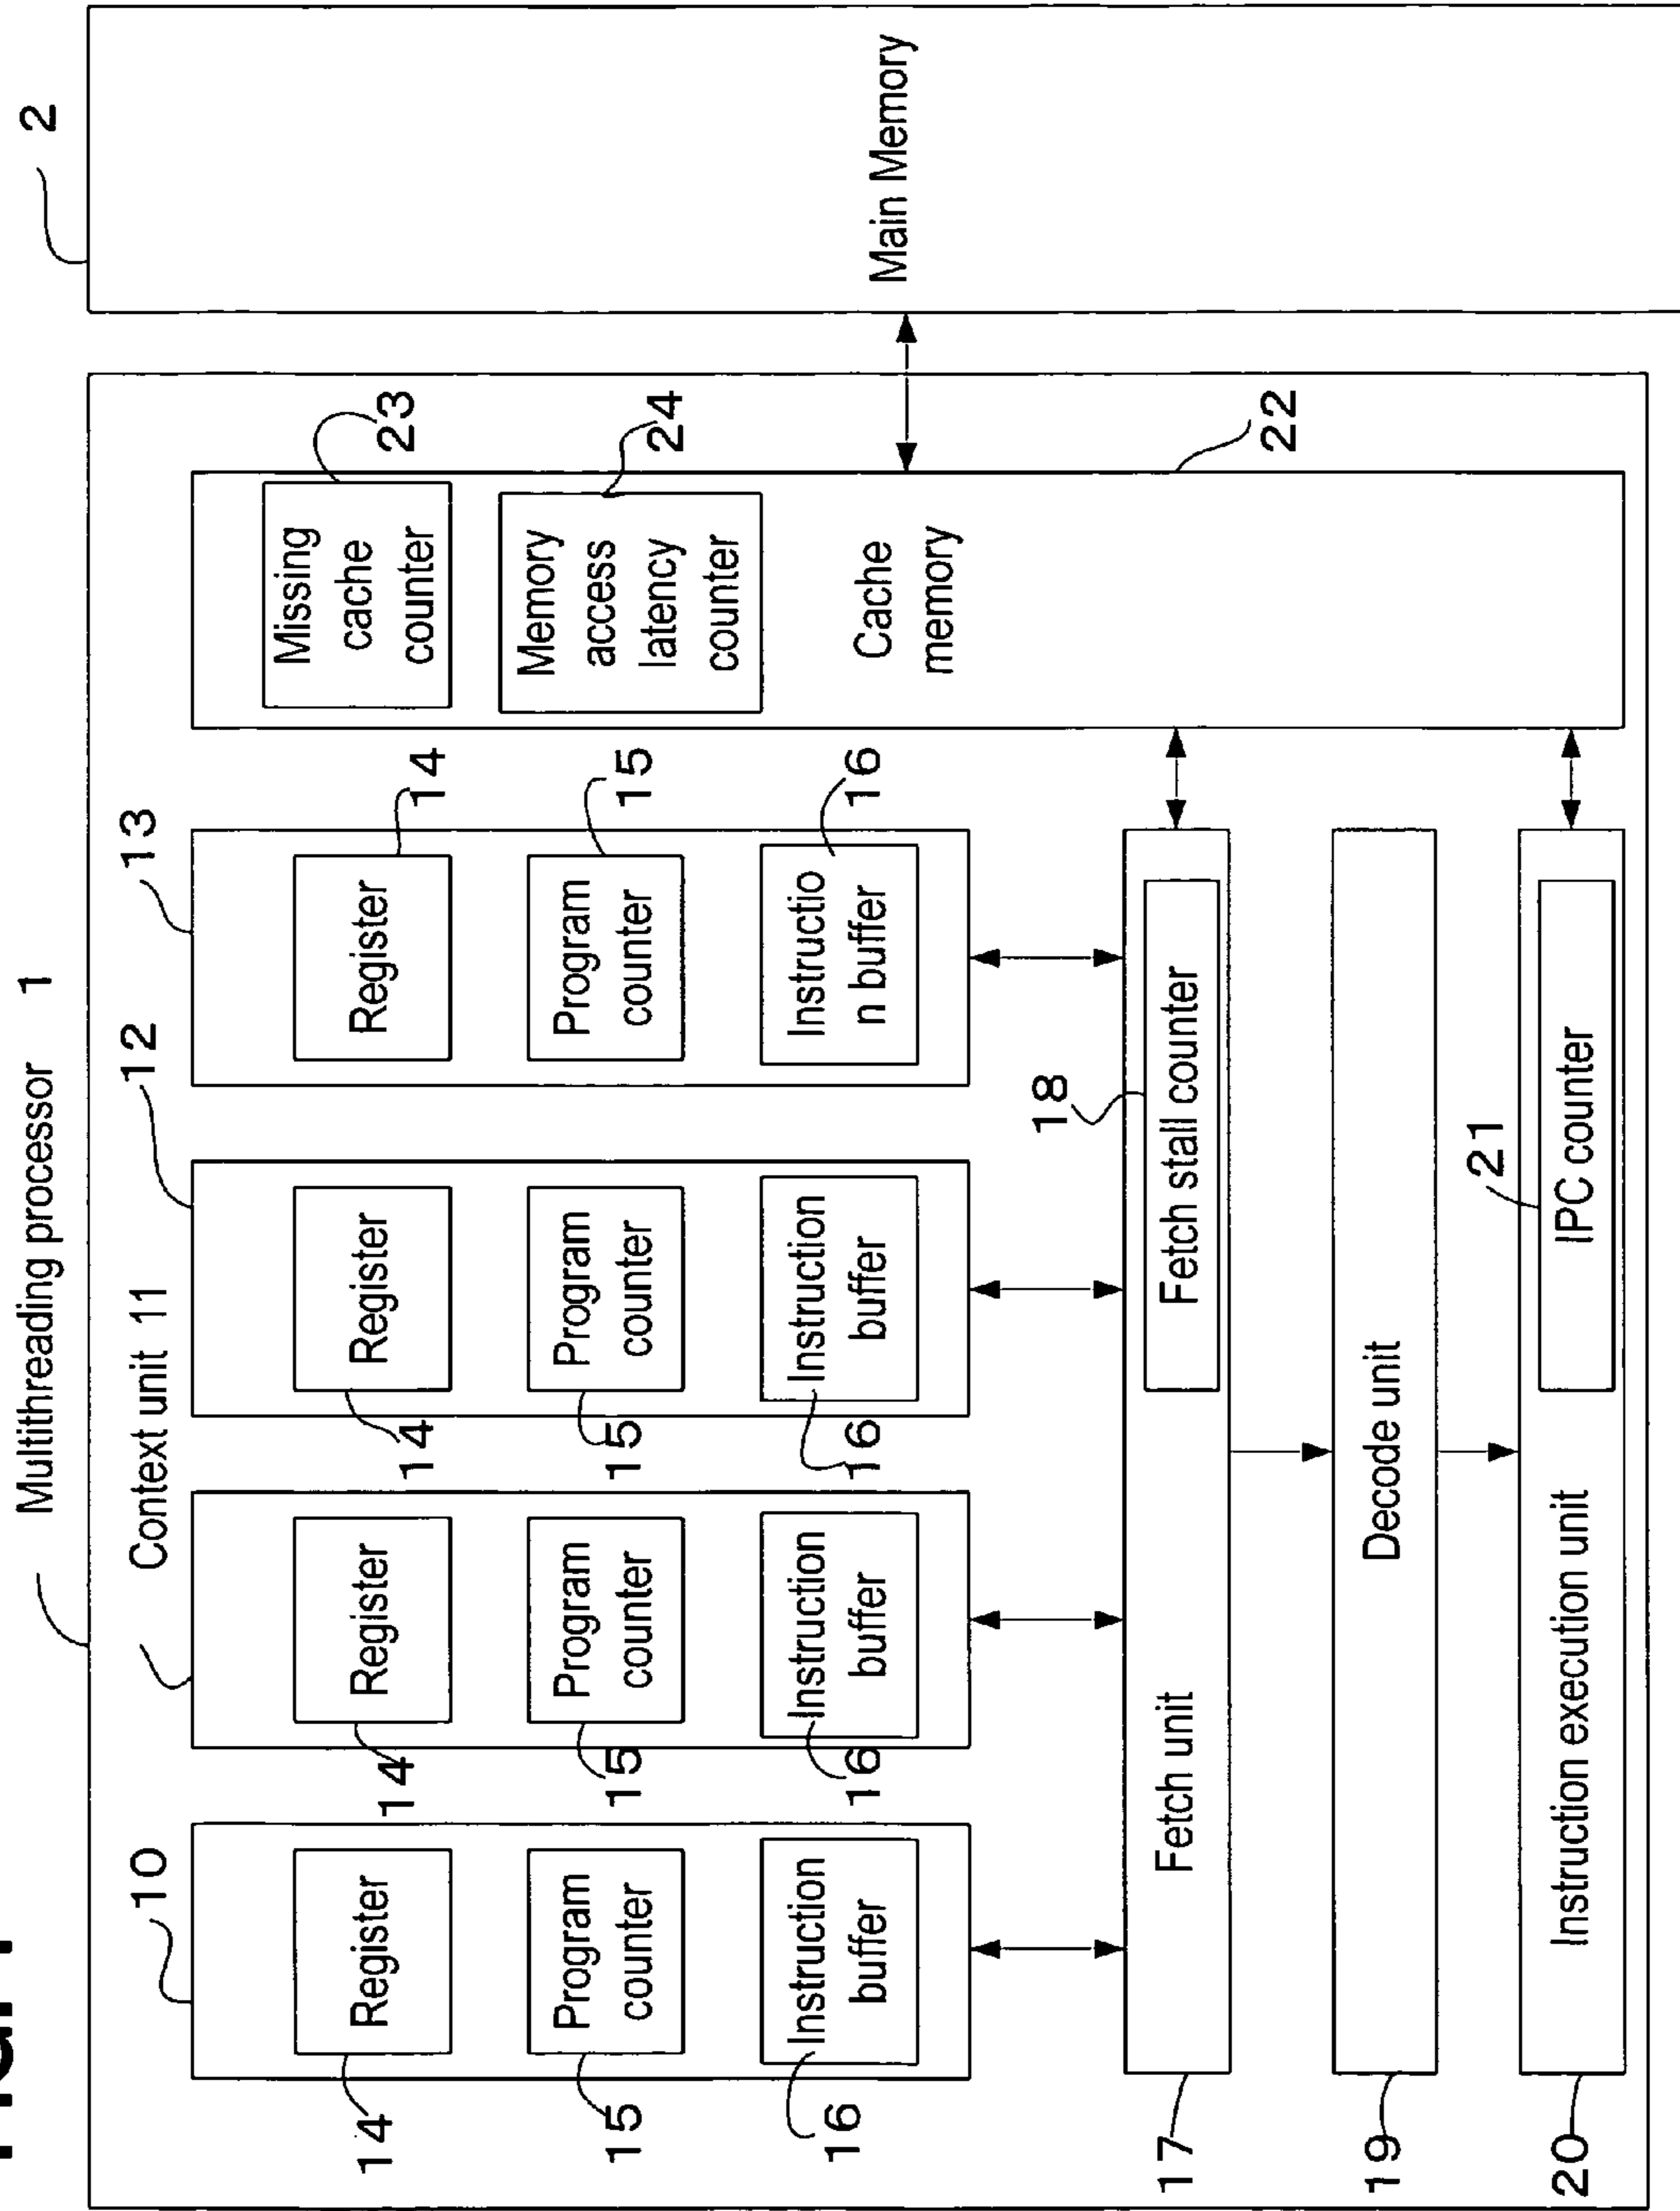 2
Multithreading processor 1
Context unit 11
10
12
13
Register
Register
Register
Register
14
14
14
14
Program
counter
Program
counter
Program
counter
Program
counter
15
15
15
15
Instruction
buffer
Instruction
buffer
Instruction
buffer
Instructio
n buffer
16
16
16
16
Missing
cache
counter
23
Memory
access
latency
counter
24
Cache
memory
22
Main Memory
Fetch unit
17
18
Fetch stall counter
Decode unit
19
21
Instruction execution unit
IPC counter
20